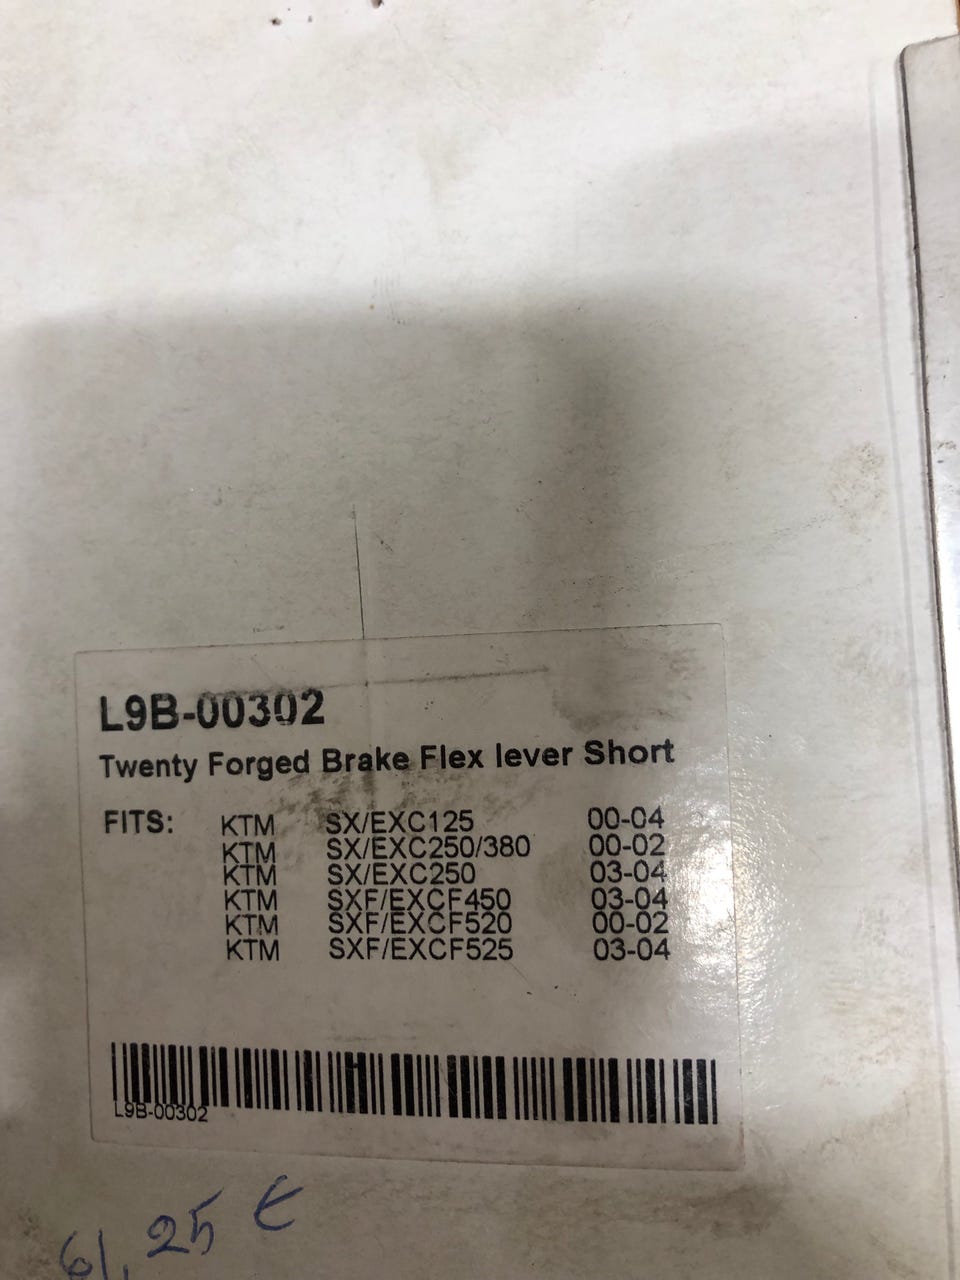 L9B-00302
Twenty Forged Brake Flex lever Short
FITS: KTM SX/EXC125 00-04
KTM SX/EXC250/380 00-02
KTM SX/EXC250 03-04
KTM SXF/EXCF450 03-04
KTM SXF/EXCF520 00-02
KTM SXF/EXCF525 03-04
L9B-00302
61,25 €